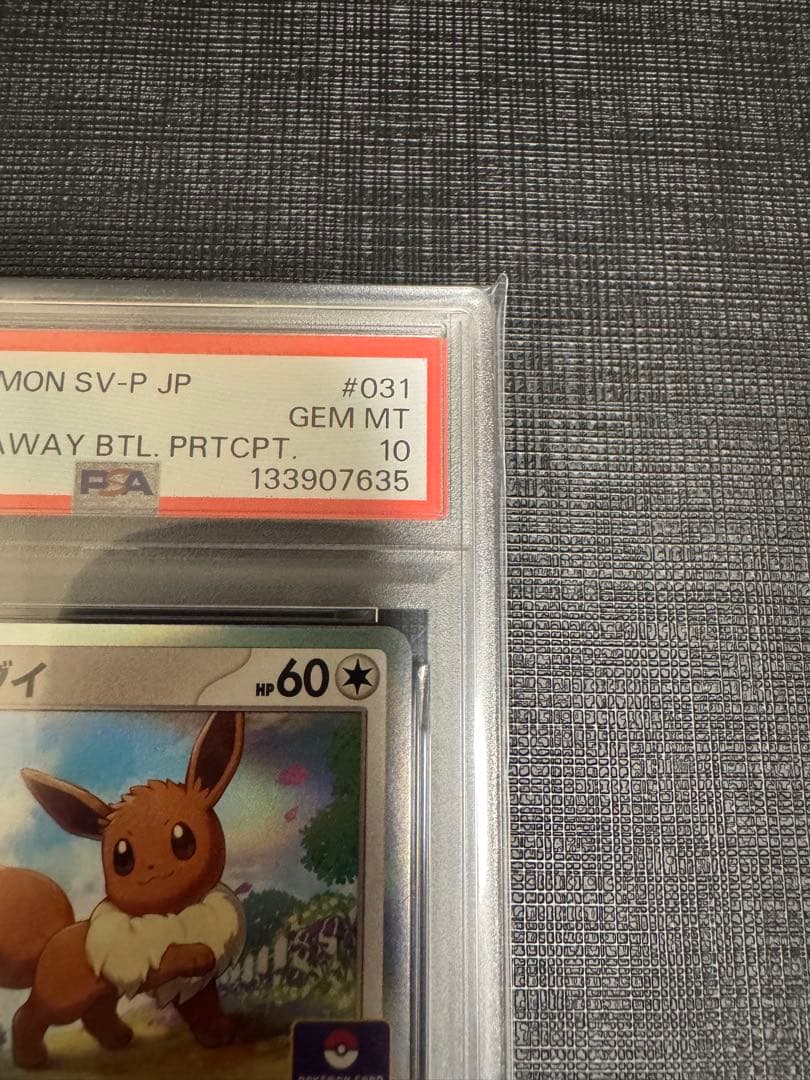 MON SV-P JP #031
GEM MT
AWAY BTL. PRTCPT. 10
PSA 133907635
ブイ HP60